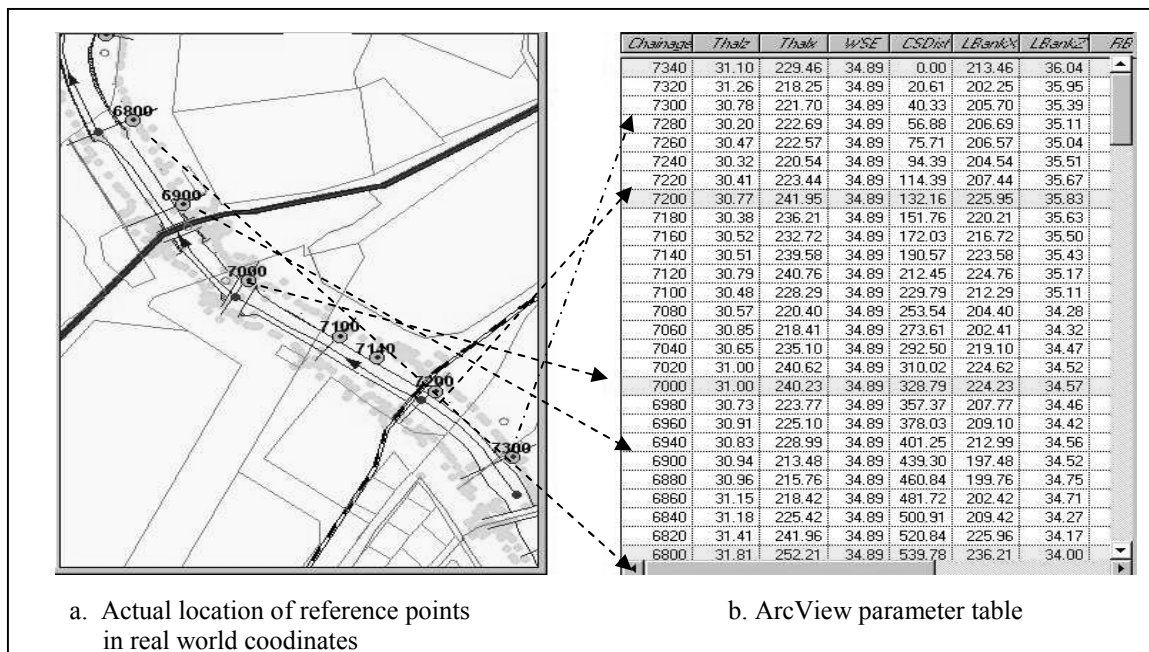 6800
6900
7000
7100
7140
7200
7300
Chainage Thalz Thalx WSE CSDist LBankX LBankZ RB
7340 31.10 229.46 34.89 0.00 213.46 36.04
7320 31.26 218.25 34.89 20.61 202.25 35.95
7300 30.78 221.70 34.89 40.33 205.70 35.39
7280 30.20 222.69 34.89 56.88 206.69 35.11
7260 30.47 222.57 34.89 75.71 206.57 35.04
7240 30.32 220.54 34.89 94.39 204.54 35.51
7220 30.41 223.44 34.89 114.39 207.44 35.67
7200 30.77 241.95 34.89 132.16 225.95 35.83
7180 30.38 236.21 34.89 151.76 220.21 35.63
7160 30.52 232.72 34.89 172.03 216.72 35.50
7140 30.51 239.58 34.89 190.57 223.58 35.43
7120 30.79 240.76 34.89 212.45 224.76 35.17
7100 30.48 228.29 34.89 229.79 212.29 35.11
7080 30.57 220.40 34.89 253.54 204.40 34.28
7060 30.85 218.41 34.89 273.61 202.41 34.32
7040 30.65 235.10 34.89 292.50 219.10 34.47
7020 31.00 240.62 34.89 310.02 224.62 34.52
7000 31.00 240.23 34.89 328.79 224.23 34.57
6980 30.73 223.77 34.89 357.37 207.77 34.46
6960 30.91 225.10 34.89 378.03 209.10 34.42
6940 30.83 228.99 34.89 401.25 212.99 34.56
6900 30.94 213.48 34.89 439.30 197.48 34.52
6880 30.96 215.76 34.89 460.84 199.76 34.75
6860 31.15 218.42 34.89 481.72 202.42 34.71
6840 31.18 225.42 34.89 500.91 209.42 34.27
6820 31.41 241.96 34.89 520.84 225.96 34.17
6800 31.81 252.21 34.89 539.78 236.21 34.00
a. Actual location of reference points
in real world coodinates
b. ArcView parameter table